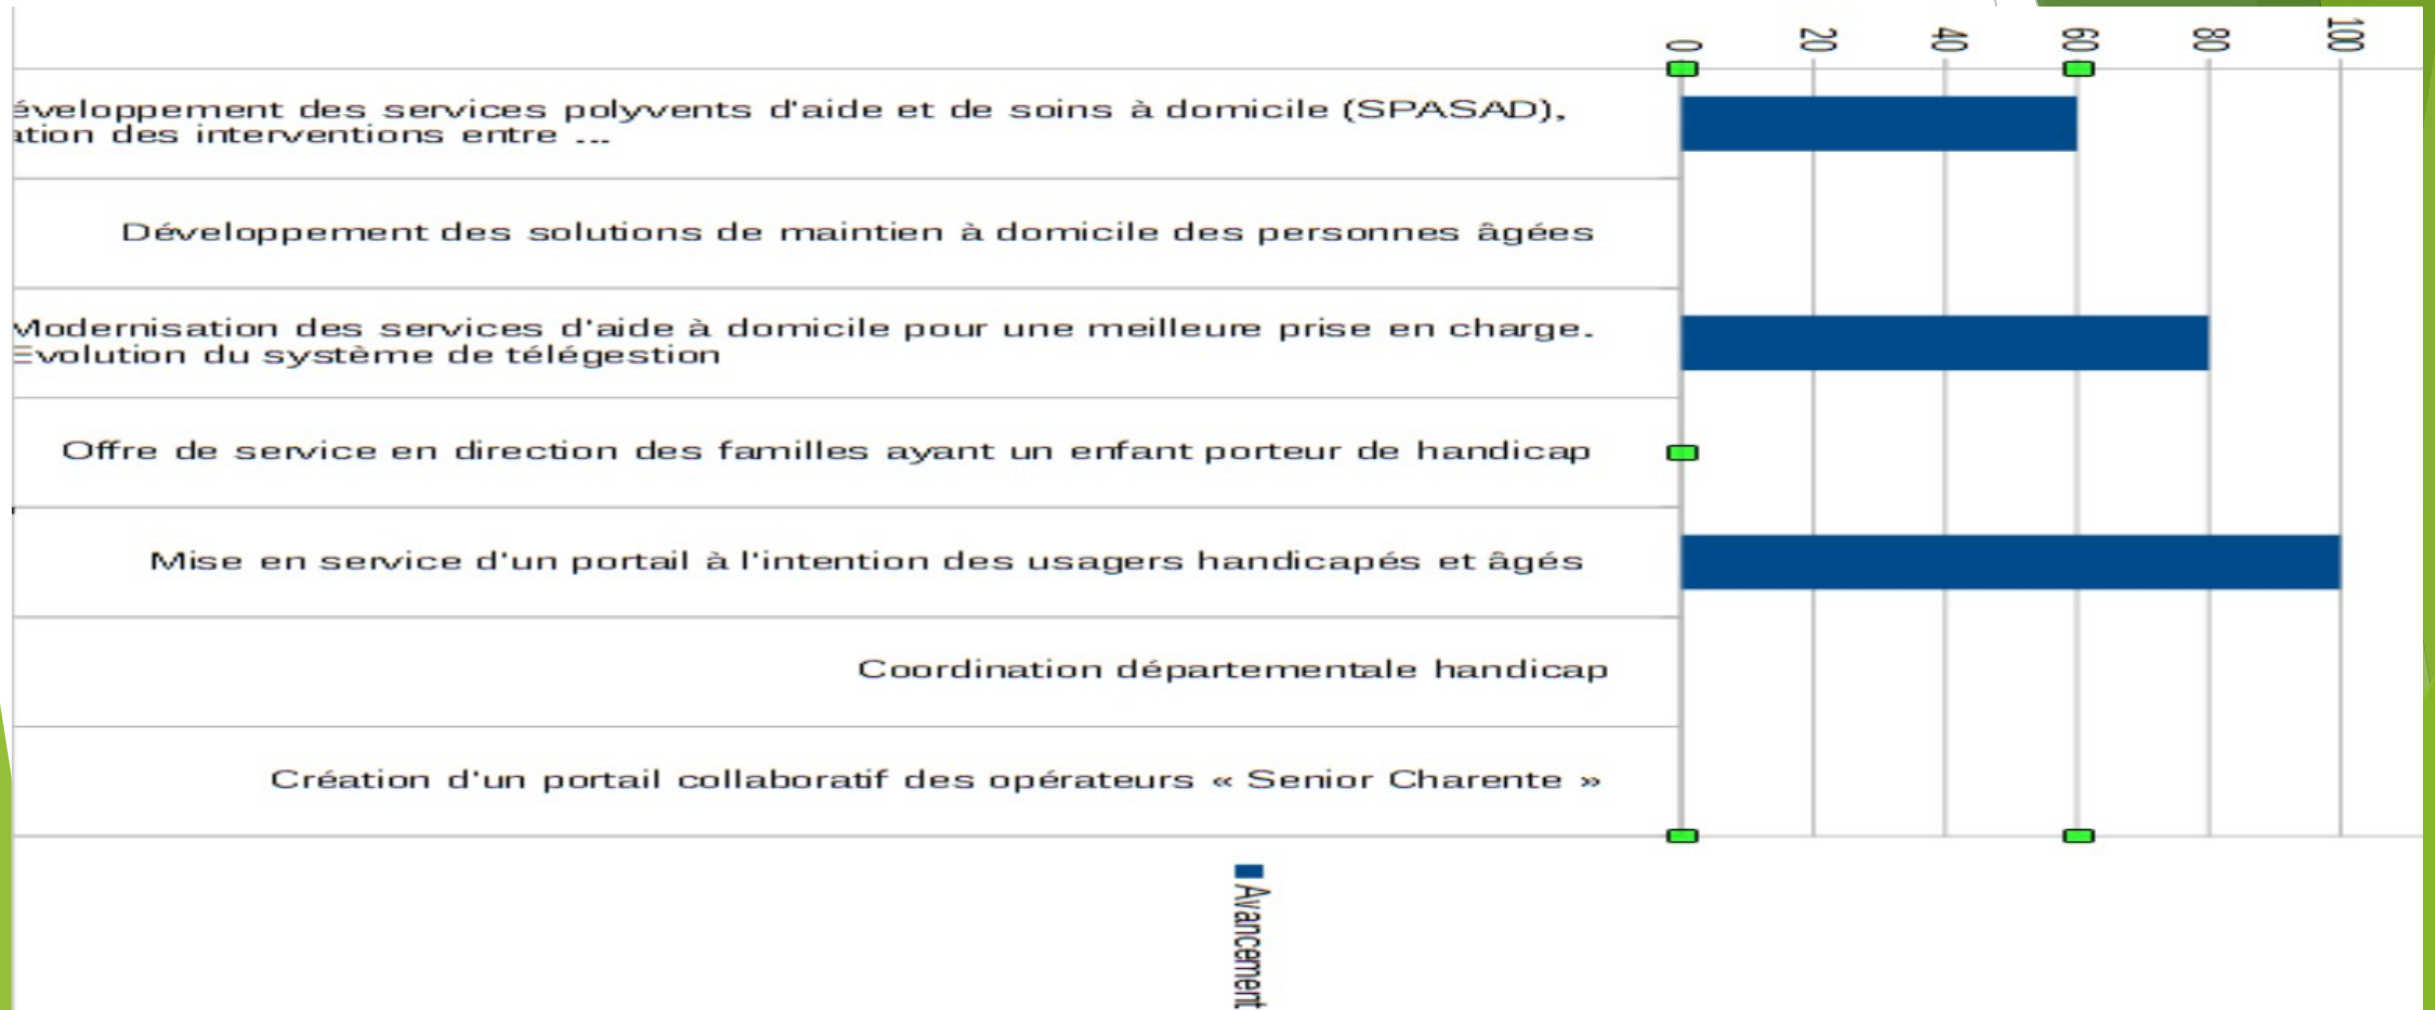 0 20 40 60 80 100
éveloppement des services polyvents d'aide et de soins à domicile (SPASAD),
ation des interventions entre ...
Développement des solutions de maintien à domicile des personnes âgées
Modernisation des services d'aide à domicile pour une meilleure prise en charge.
Evolution du système de télégestion
Offre de service en direction des familles ayant un enfant porteur de handicap
Mise en service d'un portail à l'intention des usagers handicapés et âgés
Coordination départementale handicap
Création d'un portail collaboratif des opérateurs « Senior Charente »
Avancement